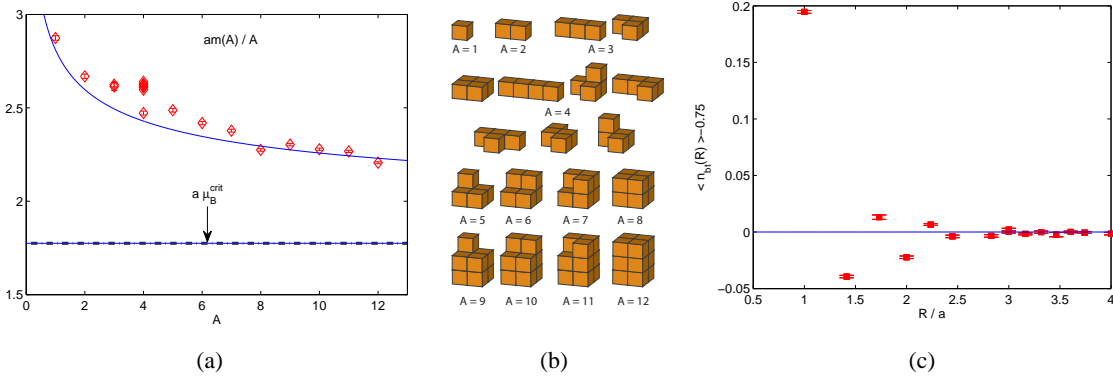 3
2.5
2
1.5
0
2
4
6
8
10
12
A
am(A) / A
a μ_B^crit
(a)
A = 1
A = 2
A = 3
A = 4
A = 5
A = 6
A = 7
A = 8
A = 9
A = 10
A = 11
A = 12
(b)
0.2
0.15
0.1
0.05
0
−0.05
0.5
1
1.5
2
2.5
3
3.5
4
R / a
< n_bt(R) >−0.75
(c)